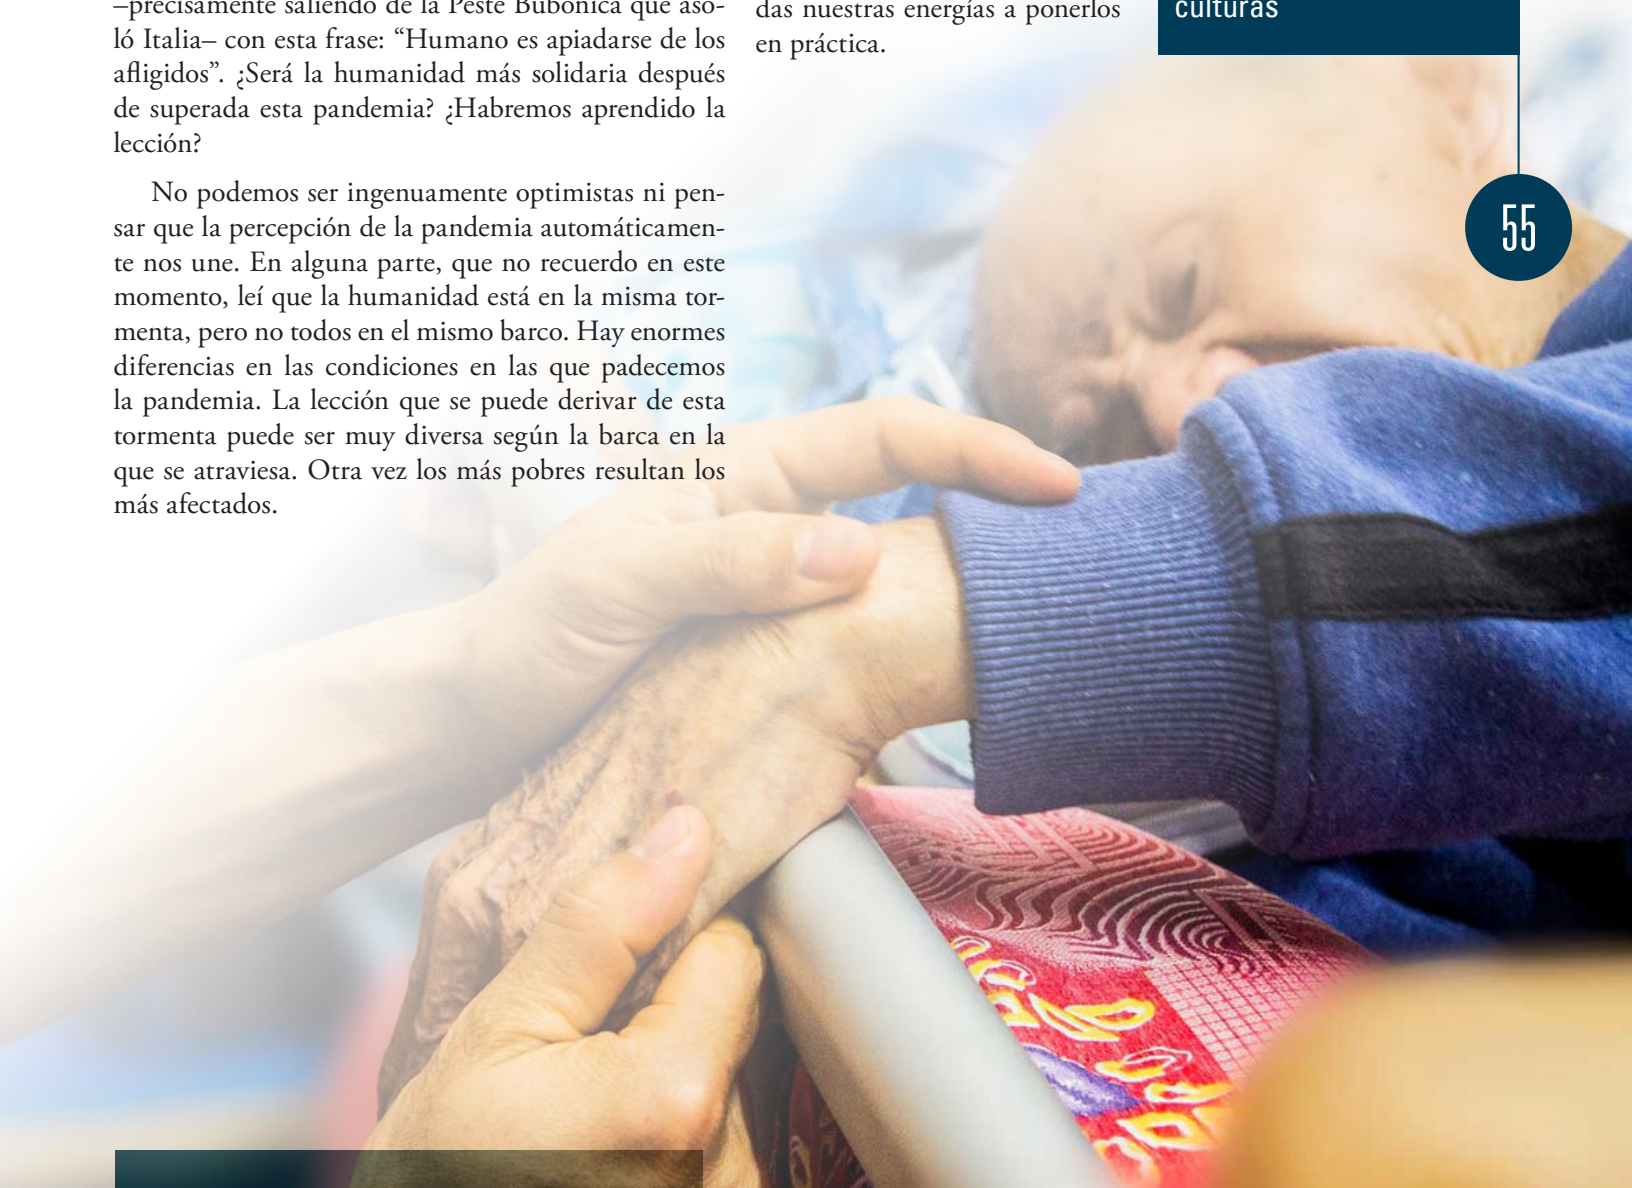 –precisamente saliendo de la Peste Bubónica que aso-
ló Italia– con esta frase: “Humano es apiadarse de los
afligidos”. ¿Será la humanidad más solidaria después
de superada esta pandemia? ¿Habremos aprendido la
lección?
No podemos ser ingenuamente optimistas ni pen-
sar que la percepción de la pandemia automáticamen-
te nos une. En alguna parte, que no recuerdo en este
momento, leí que la humanidad está en la misma tor-
menta, pero no todos en el mismo barco. Hay enormes
diferencias en las condiciones en las que padecemos
la pandemia. La lección que se puede derivar de esta
tormenta puede ser muy diversa según la barca en la
que se atraviesa. Otra vez los más pobres resultan los
más afectados.
das nuestras energías a ponerlos
en práctica.
culturas
55